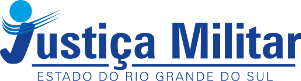 Justiça Militar
ESTADO DO RIO GRANDE DO SUL